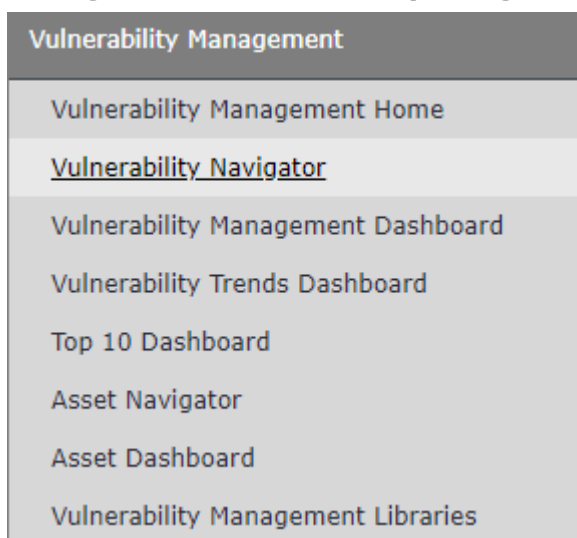 Vulnerability Management
Vulnerability Management Home
Vulnerability Navigator
Vulnerability Management Dashboard
Vulnerability Trends Dashboard
Top 10 Dashboard
Asset Navigator
Asset Dashboard
Vulnerability Management Libraries